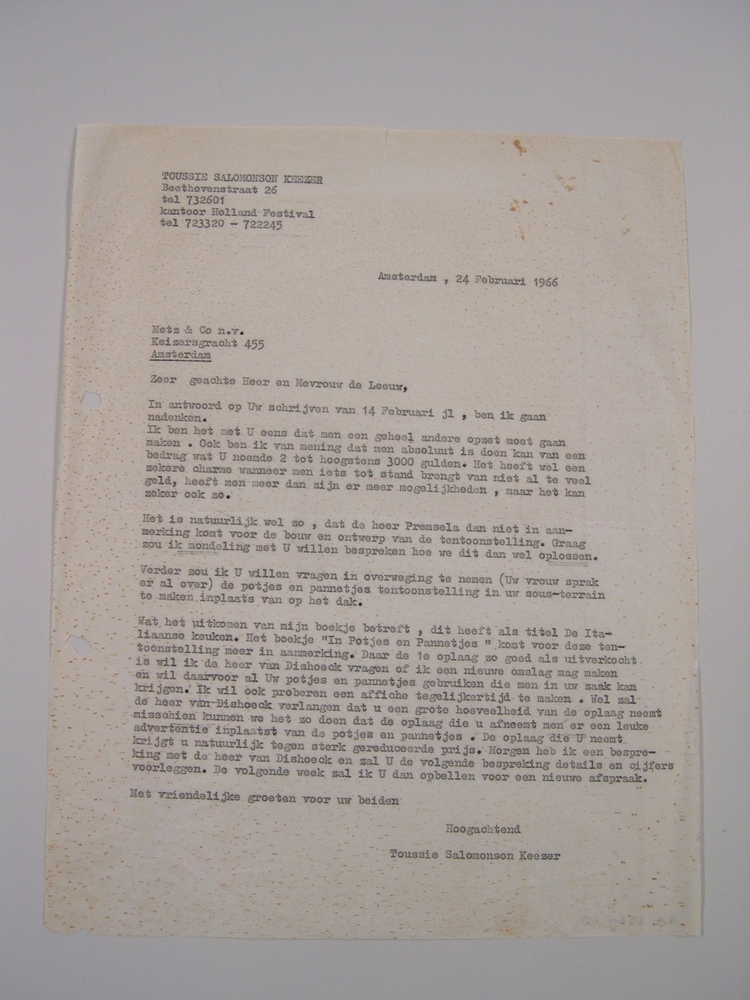 TOUSSIE SALOMONSON KEEZER
Beethovenstraat 26
tel 732601
kantoor Holland Festival
tel 723320 - 722245
Amsterdam , 24 Februari 1966
Metz & Co n.v.
Keizersgracht 455
Amsterdam
Zeer geachte Heer en Mevrouw de Leeuw,
In antwoord op Uw schrijven van 14 Februari jl , ben ik gaan
nadenken.
Ik ben het met U eens dat men een geheel andere opzet moet gaan
maken . Ook ben ik van mening dat men absoluut is doen kan van een
bedrag wat U noemde 2 tot hoogstens 3000 gulden. Het heeft wel een
zekere charme wanneer men iets tot stand brengt van niet al te veel
geld, heeft men meer dan zijn er meer mogelijkheden , maar het kan
zeker ook zo.
Het is natuurlijk wel zo , dat de heer Premsela dan niet in aan-
merking komt voor de bouw en ontwerp van de tentoonstelling. Graag
zou ik mondeling met U willen bespreken hoe we dit dan wel oplossen.
Verder zou ik U willen vragen in overweging te nemen (Uw vrouw sprak
er al over) de potjes en pannetjes tentoonstelling in uw sous-terrain
te maken inplaats van op het dak.
Wat het uitkomen van mijn boekje betreft , dit heeft als titel De Ita-
liaanse keuken. Het boekje "In Potjes en Pannetjes " komt voor deze ten-
toonstelling meer in aanmerking. Daar de 1e oplaag zo goed als uitverkocht
is wil ik de heer van Dishoeck vragen of ik een nieuwe omslag mag maken
en wil daarvoor al Uw potjes en pannetjes gebruiken die men in uw zaak kan
krijgen. Ik wil ook proberen een affiche tegelijkertijd te maken . Wel zal
de heer van Dishoeck verlangen dat u een grote hoeveelheid van de oplaag neemt
misschien kunnen we het zo doen dat de oplaag die u afneemt men er een leuke
advertentie inplaatst van de potjes en pannetjes . De oplaag die U neemt
krijgt u natuurlijk tegen sterk gereduceerde prijs. Morgen heb ik een bespre-
king met de heer van Dishoeck en zal U de volgende bespreking details en cijfers
voorleggen. De volgende week zal ik U dan opbellen voor een nieuwe afspraak.
Met vriendelijke groeten voor uw beiden
Hoogachtend
Toussie Salomonson Keezer